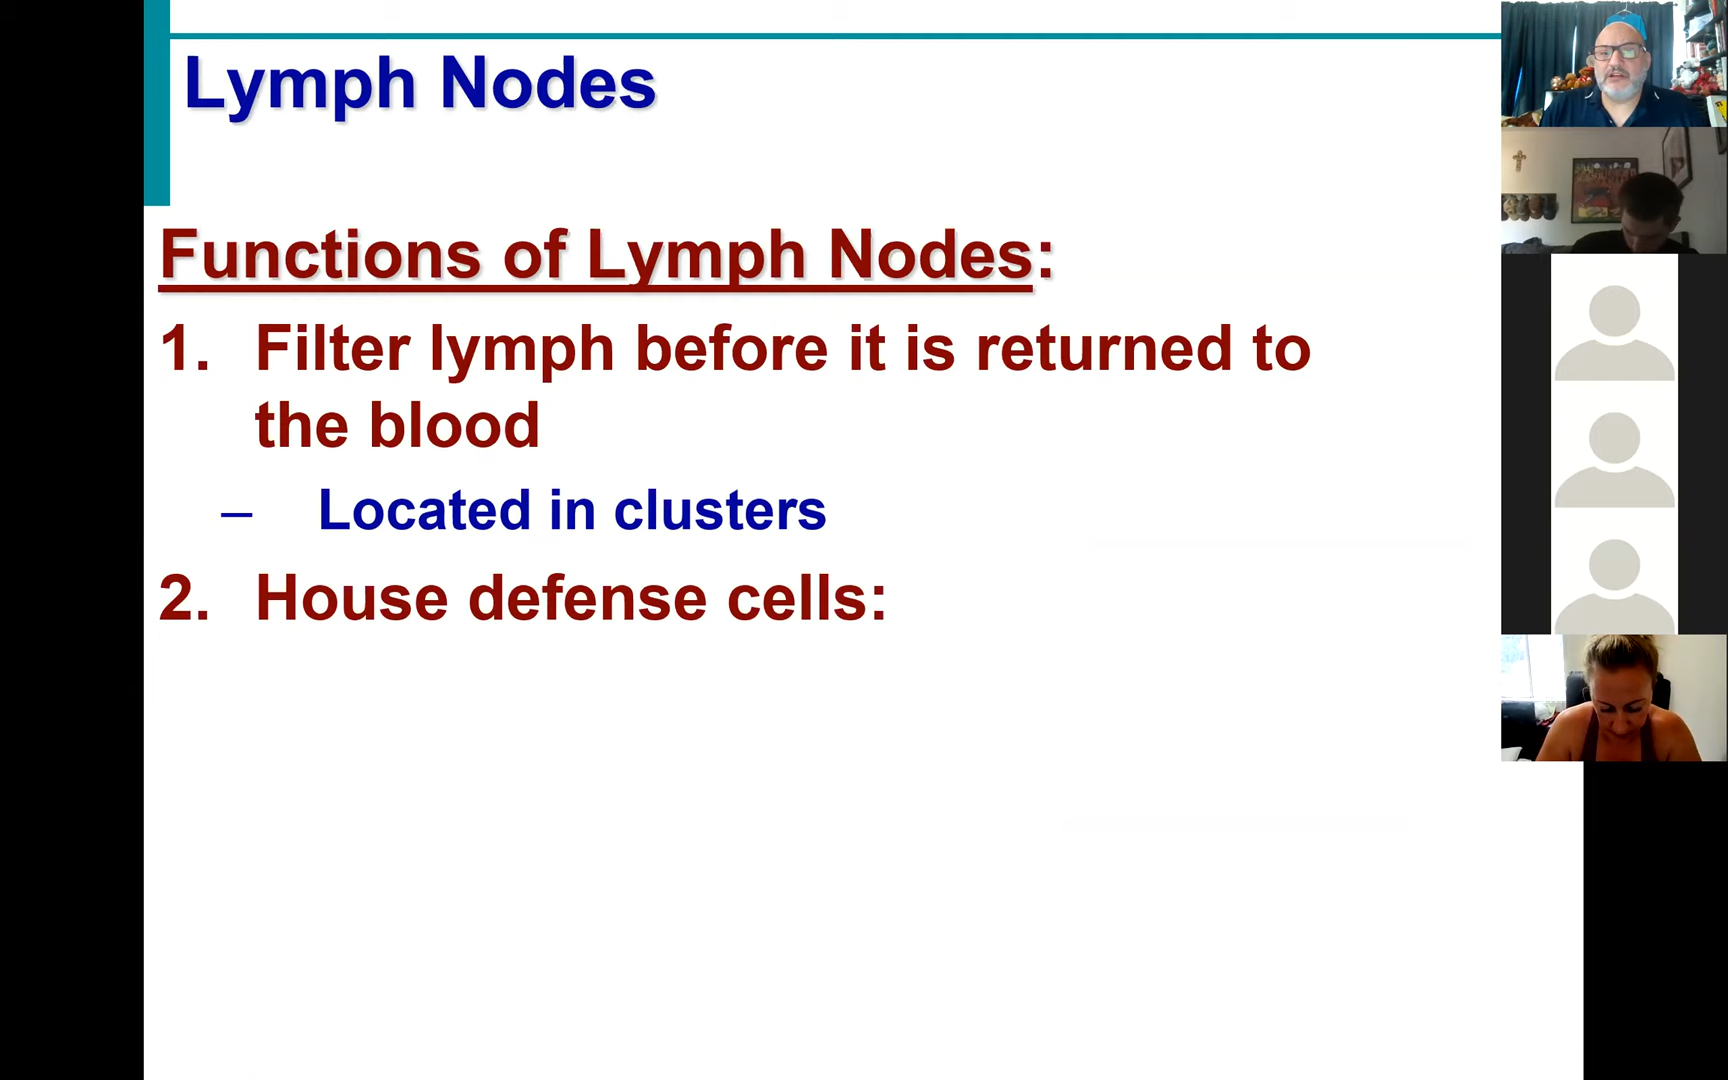 Lymph Nodes
Functions of Lymph Nodes:
1. Filter lymph before it is returned to
the blood
– Located in clusters
2. House defense cells: